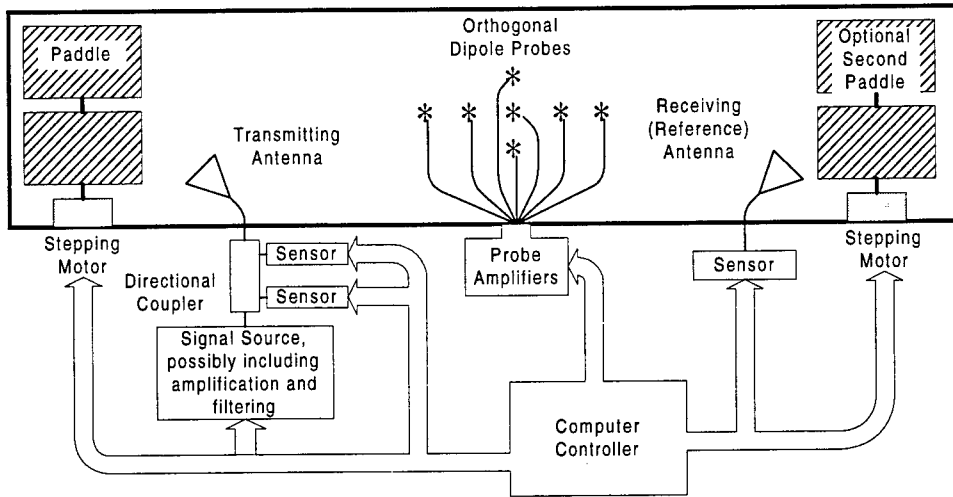 Paddle
Orthogonal
Dipole Probes
Optional
Second
Paddle
Transmitting
Antenna
Receiving
(Reference)
Antenna
Stepping
Motor
Directional
Coupler
Sensor
Sensor
Probe
Amplifiers
Sensor
Stepping
Motor
Signal Source,
possibly including
amplification and
filtering
Computer
Controller